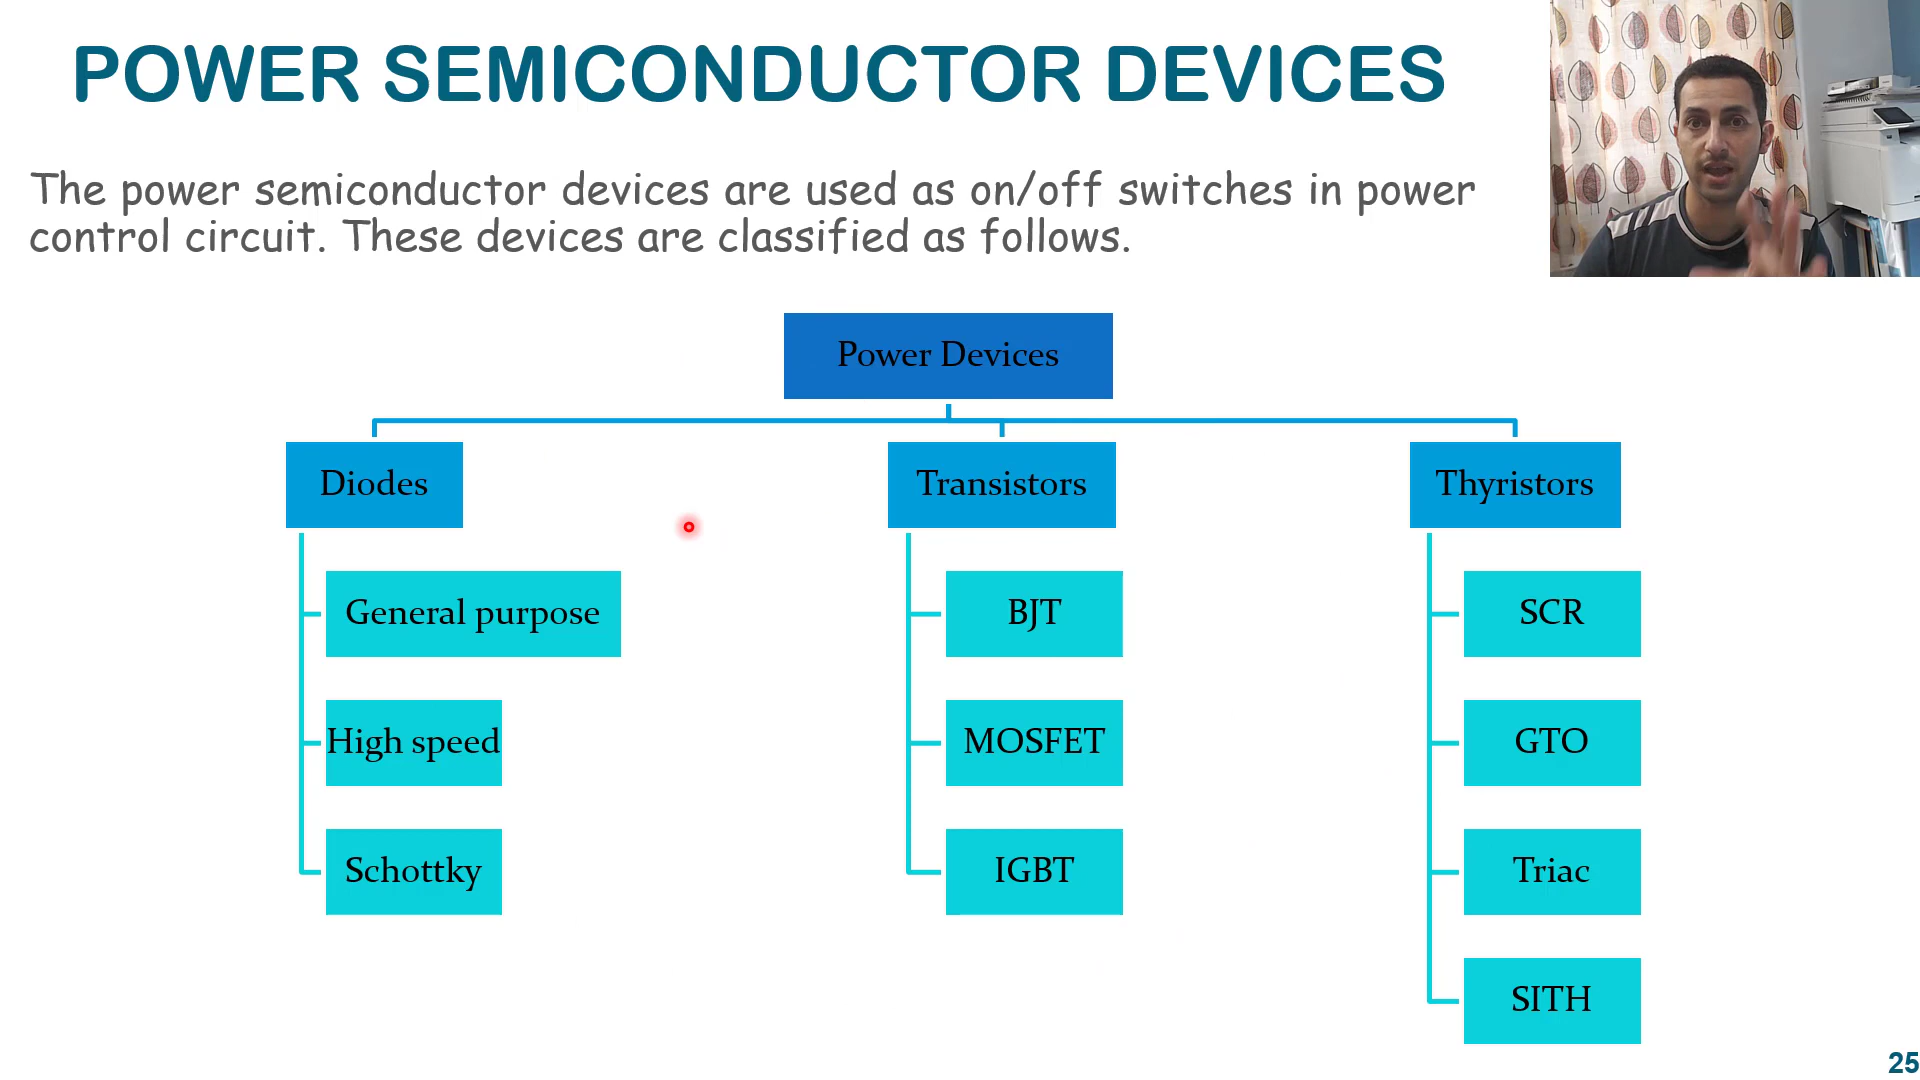 POWER SEMICONDUCTOR DEVICES
The power semiconductor devices are used as on/off switches in power
control circuit. These devices are classified as follows.
Power Devices
Diodes
Transistors
Thyristors
General purpose
BJT
SCR
High speed
MOSFET
GTO
Schottky
IGBT
Triac
SITH
25